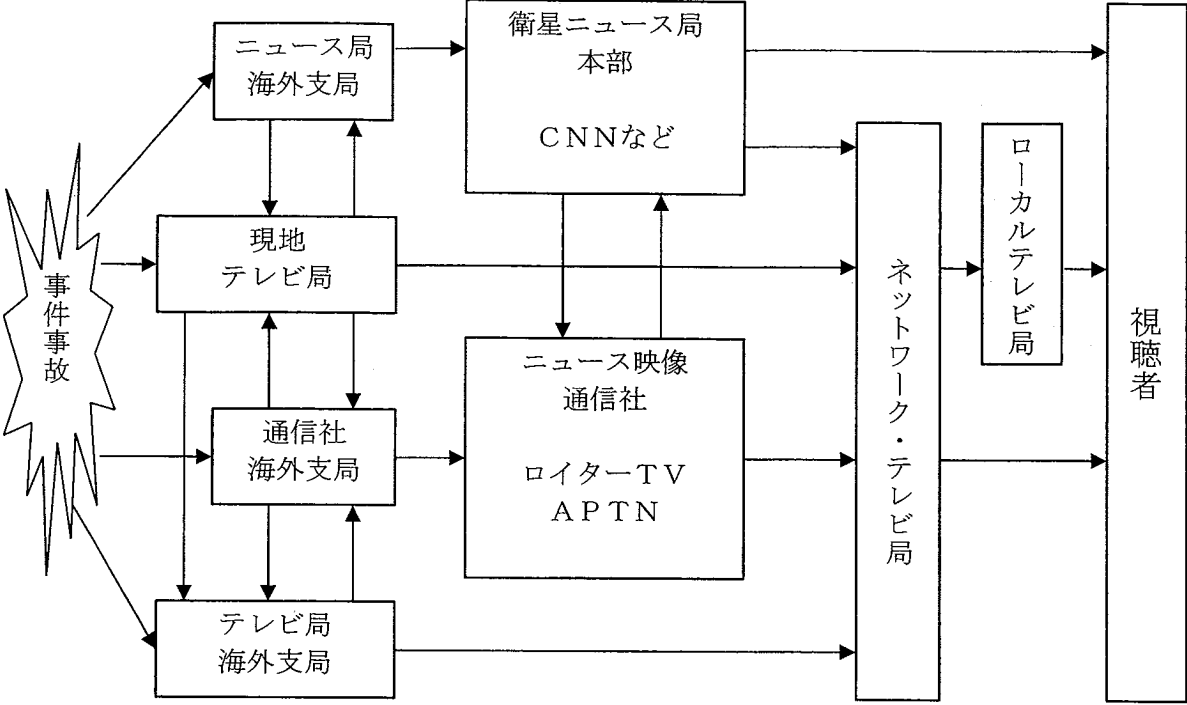 ニュース局
海外支局
衛星ニュース局
本部
ＣＮＮなど
現地
テレビ局
事件事故
通信社
海外支局
ニュース映像
通信社
ロイターＴＶ
ＡＰＴＮ
テレビ局
海外支局
ネットワーク・テレビ局
ローカルテレビ局
視聴者